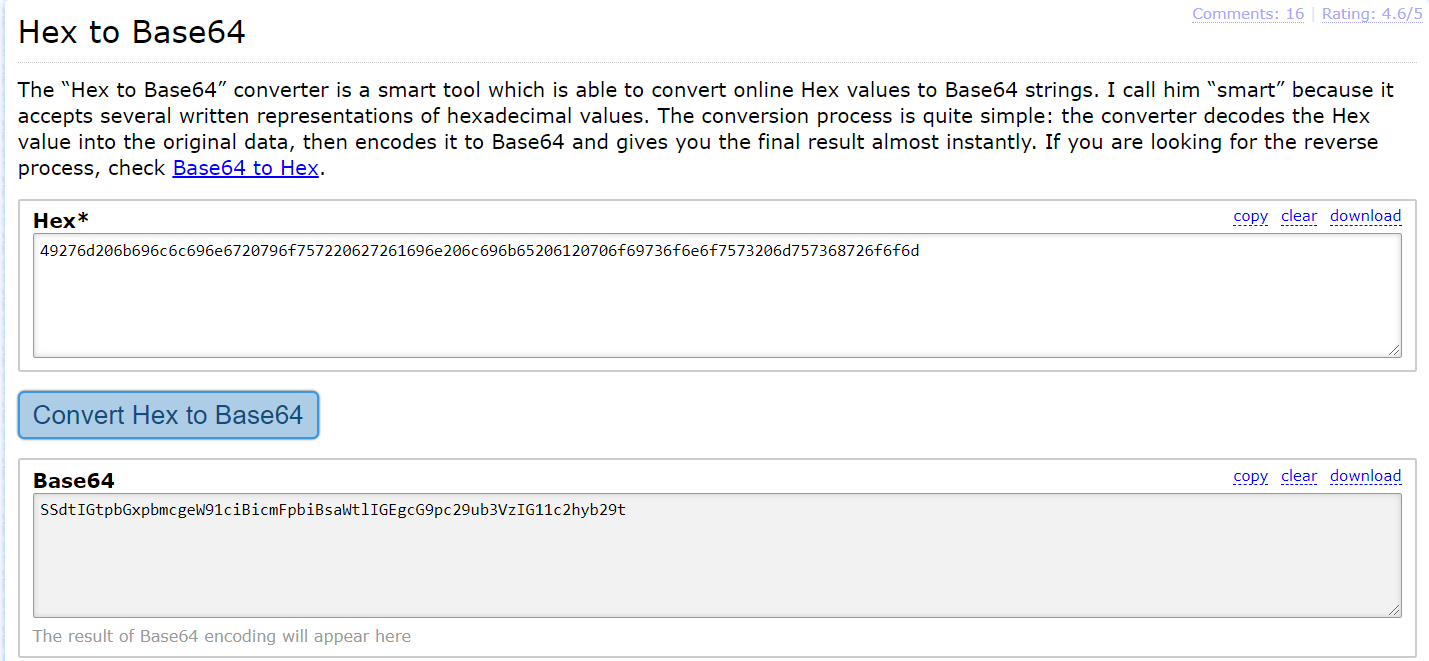 Comments: 16 | Rating: 4.6/5
Hex to Base64
The “Hex to Base64” converter is a smart tool which is able to convert online Hex values to Base64 strings. I call him “smart” because it
accepts several written representations of hexadecimal values. The conversion process is quite simple: the converter decodes the Hex
value into the original data, then encodes it to Base64 and gives you the final result almost instantly. If you are looking for the reverse
process, check Base64 to Hex.
Hex* copy clear download
49276d206b696c6c696e6720796f757220627261696e206c696b65206120706f69736f6e6f7573206d757368726f6f6d
Convert Hex to Base64
Base64 copy clear download
SSdtIGtpbGxpbmcgeW91ciBicmFpbiBsaWtlIGEgcG9pc29ub3VzIG11c2hyb29t
The result of Base64 encoding will appear here